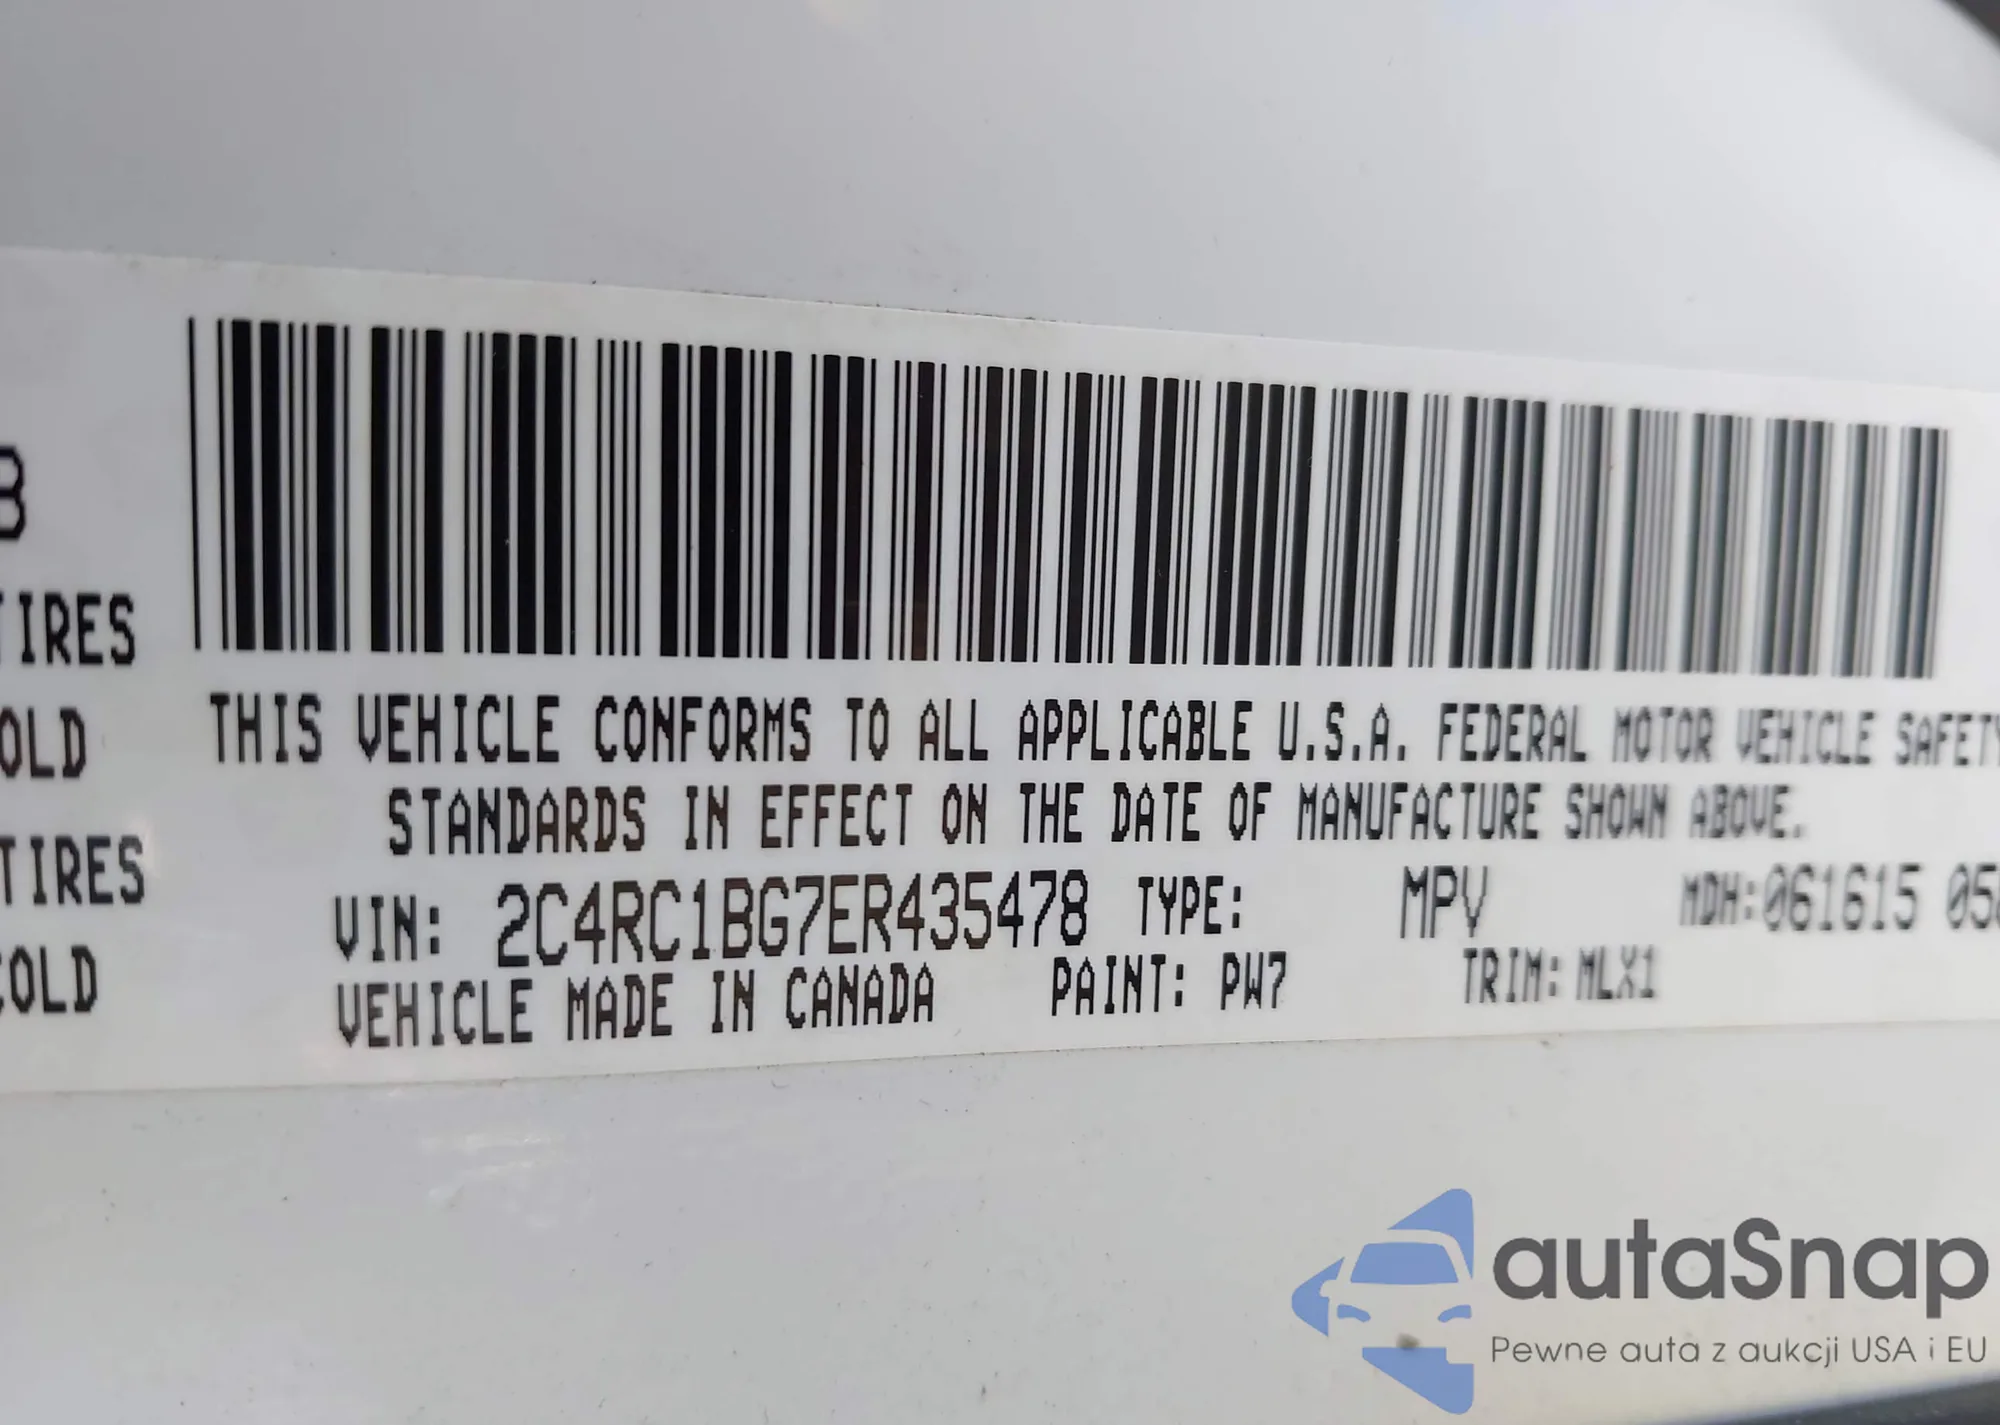 8
TIRES
OLD
TIRES
COLD
THIS VEHICLE CONFORMS TO ALL APPLICABLE U.S.A. FEDERAL MOTOR VEHICLE SAFETY
STANDARDS IN EFFECT ON THE DATE OF MANUFACTURE SHOWN ABOVE.
VIN: 2C4RC1BG7ER435478 TYPE: MPV MDH:061615 05
VEHICLE MADE IN CANADA PAINT: PW7 TRIM: MLX1
autaSnap
Pewne auta z aukcji USA i EU